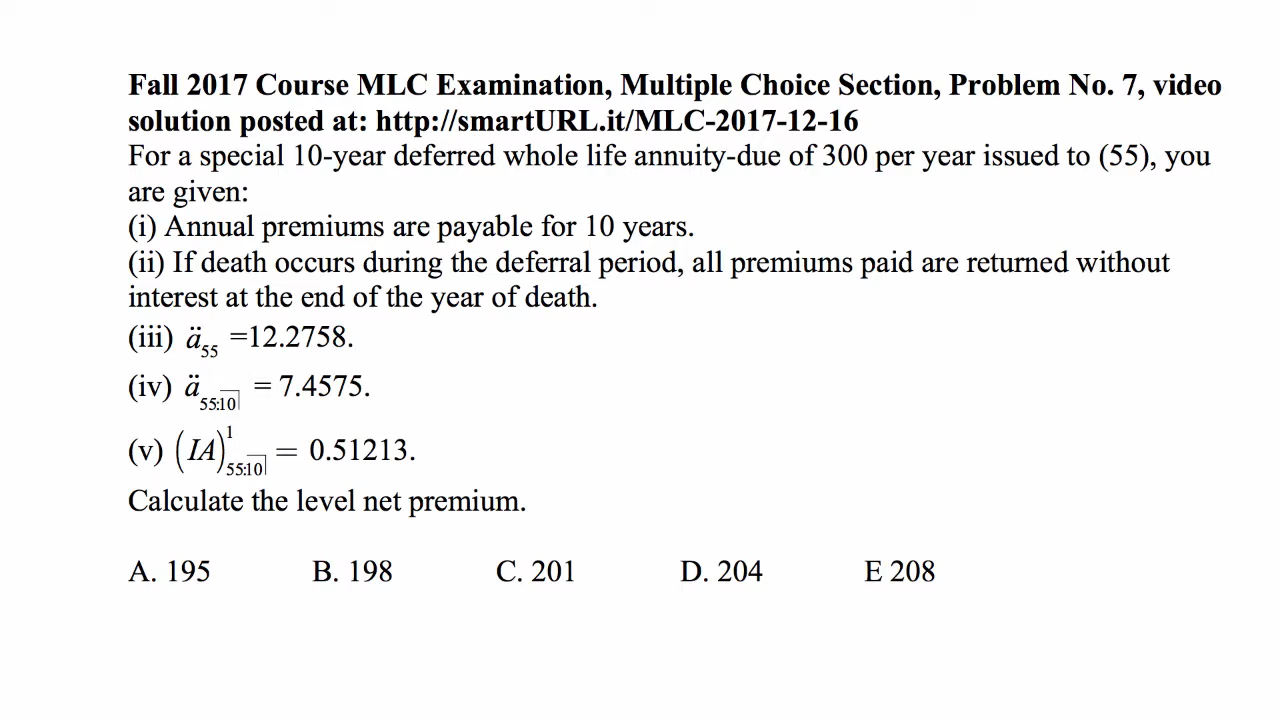 Fall 2017 Course MLC Examination, Multiple Choice Section, Problem No. 7, video
solution posted at: http://smartURL.it/MLC-2017-12-16
For a special 10-year deferred whole life annuity-due of 300 per year issued to (55), you
are given:
(i) Annual premiums are payable for 10 years.
(ii) If death occurs during the deferral period, all premiums paid are returned without
interest at the end of the year of death.
(iii) ä₅₅ =12.2758.
(iv) ä_{55:10̅|} = 7.4575.
(v) (IA)^1_{55:10̅|} = 0.51213.
Calculate the level net premium.
A. 195 B. 198 C. 201 D. 204 E 208